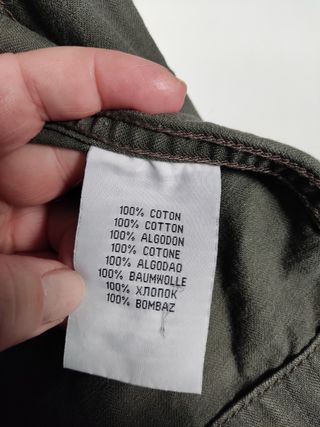 100% COTON
100% COTTON
100% ALGODON
100% COTONE
100% ALGODAO
100% BAUMWOLLE
100% ХЛОПОК
100% BOMBAZ